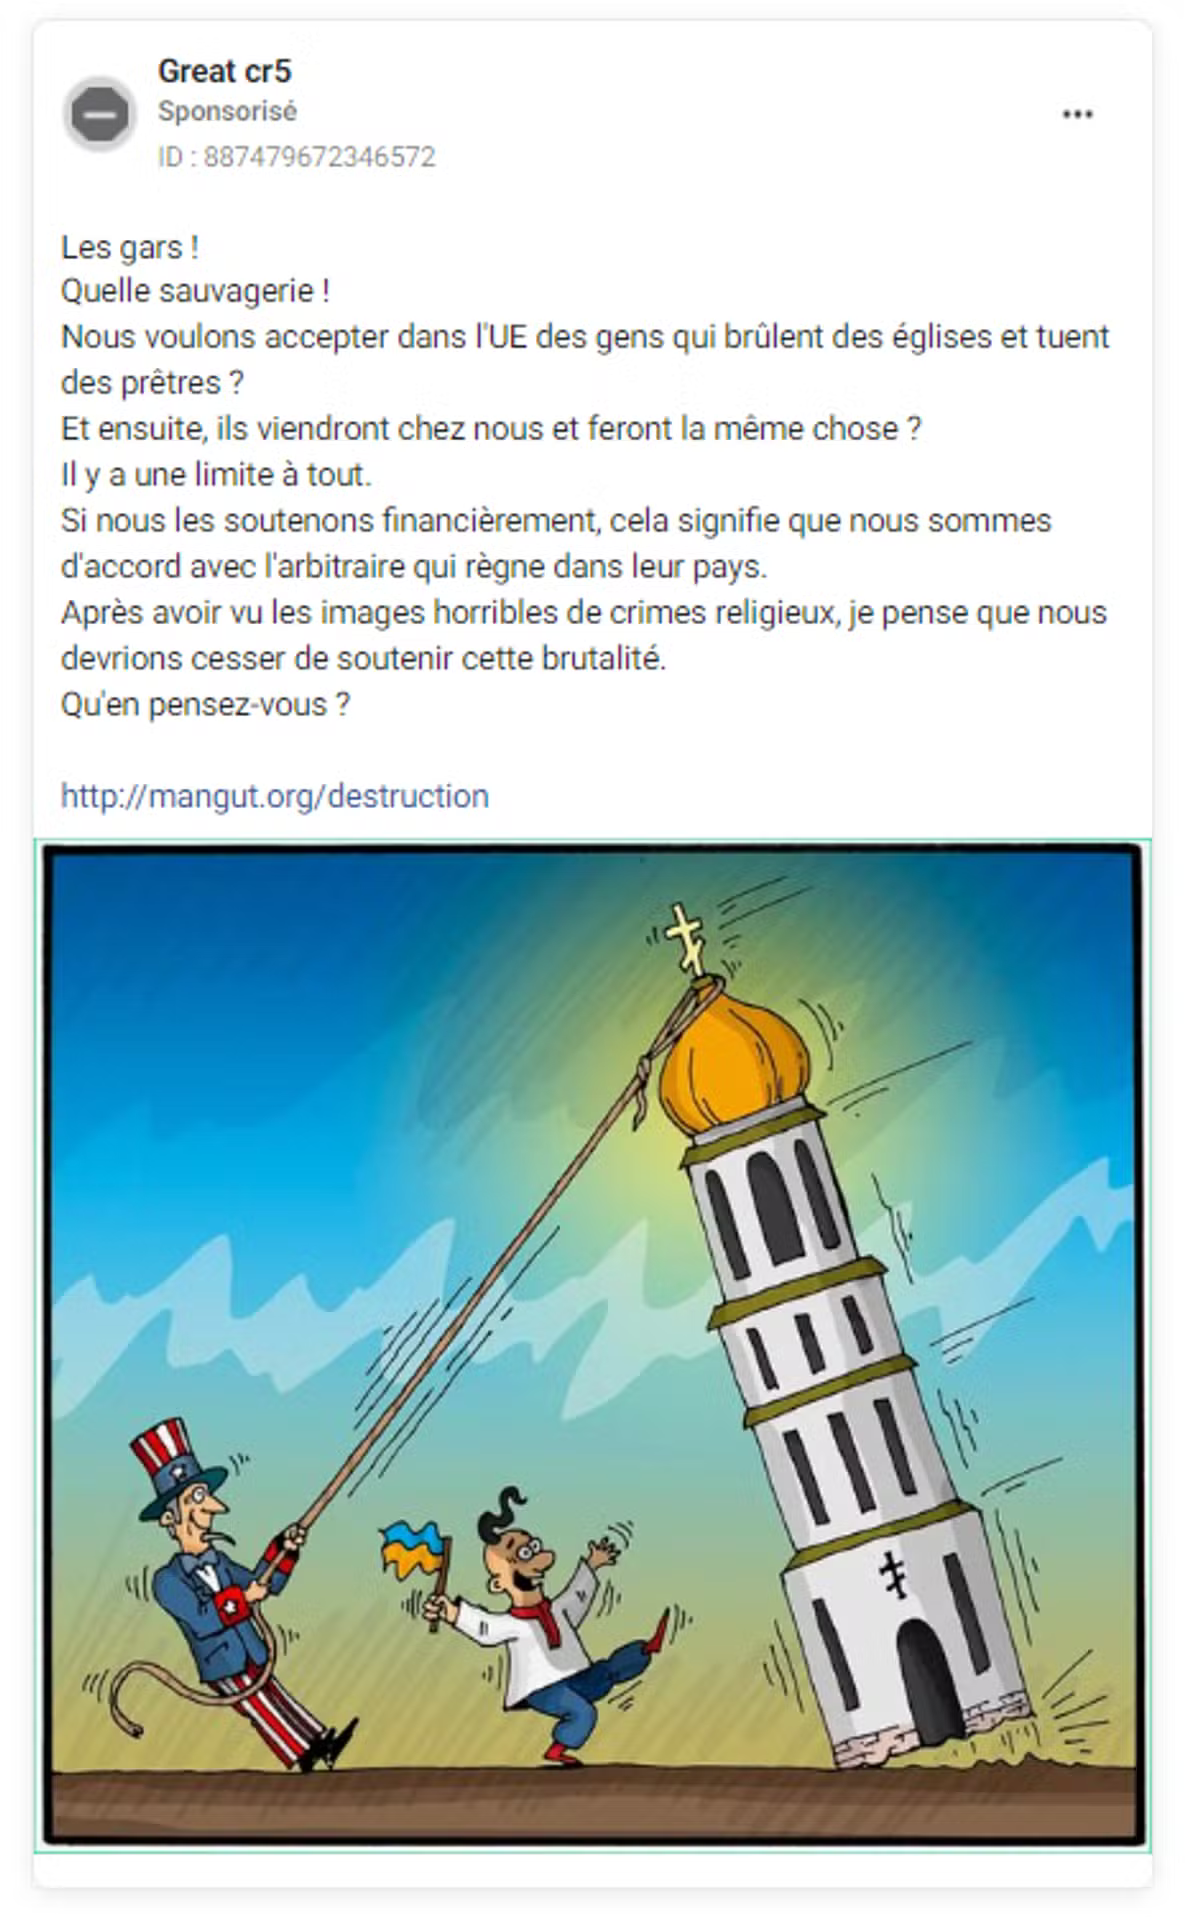 Great cr5
Sponsorisé
ID : 887479672346572
Les gars !
Quelle sauvagerie !
Nous voulons accepter dans l'UE des gens qui brûlent des églises et tuent
des prêtres ?
Et ensuite, ils viendront chez nous et feront la même chose ?
Il y a une limite à tout.
Si nous les soutenons financièrement, cela signifie que nous sommes
d'accord avec l'arbitraire qui règne dans leur pays.
Après avoir vu les images horribles de crimes religieux, je pense que nous
devrions cesser de soutenir cette brutalité.
Qu'en pensez-vous ?
http://mangut.org/destruction